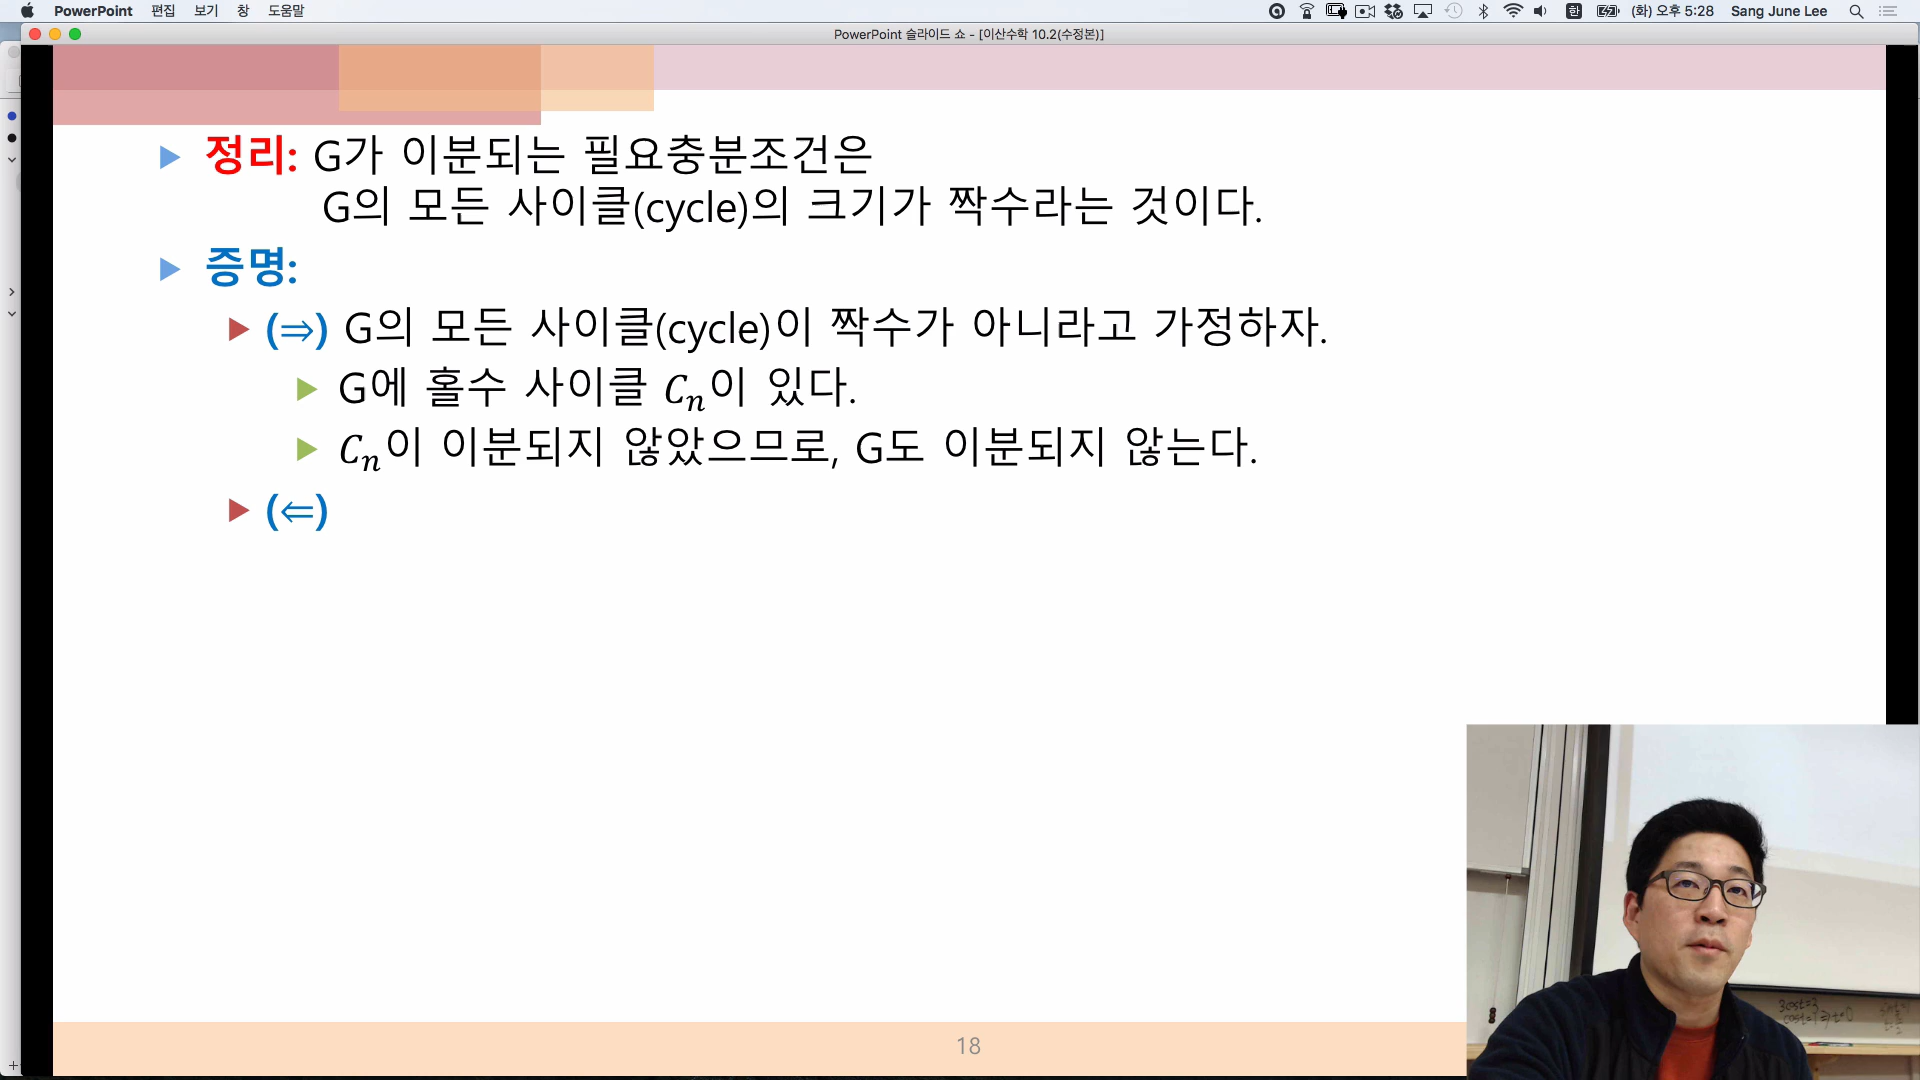 PowerPoint 편집 보기 창 도움말 (화) 오후 5:28 Sang June Lee
PowerPoint 슬라이드 쇼 - [이산수학 10.2(수정본)]
정리: G가 이분되는 필요충분조건은
G의 모든 사이클(cycle)의 크기가 짝수라는 것이다.
증명:
(⇒) G의 모든 사이클(cycle)이 짝수가 아니라고 가정하자.
G에 홀수 사이클 Cₙ이 있다.
Cₙ이 이분되지 않았으므로, G도 이분되지 않는다.
(⇐)
18